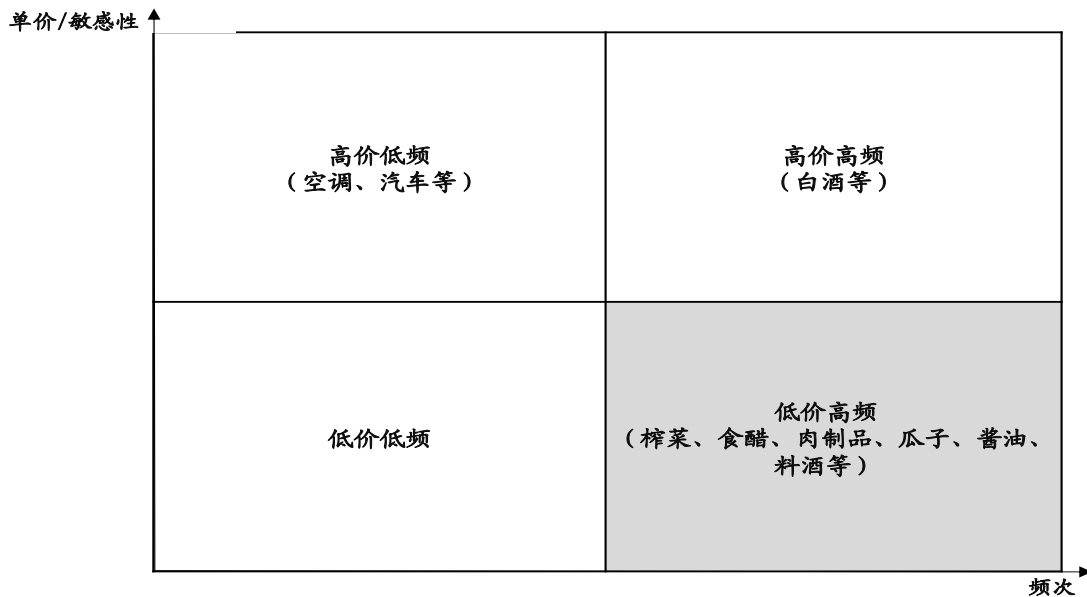 单价/敏感性
高价低频
（空调、汽车等）
高价高频
（白酒等）
低价低频
低价高频
（榨菜、食醋、肉制品、瓜子、酱油、
料酒等）
频次